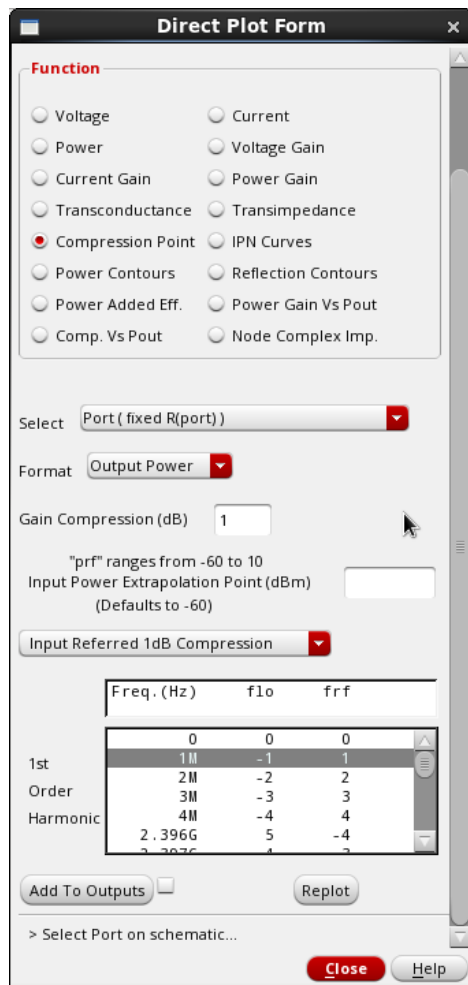 Direct Plot Form
Function
Voltage Current
Power Voltage Gain
Current Gain Power Gain
Transconductance Transimpedance
Compression Point IPN Curves
Power Contours Reflection Contours
Power Added Eff. Power Gain Vs Pout
Comp. Vs Pout Node Complex Imp.
Select Port ( fixed R(port) )
Format Output Power
Gain Compression (dB) 1
"prf" ranges from -60 to 10
Input Power Extrapolation Point (dBm)
(Defaults to -60)
Input Referred 1dB Compression
Freq.(Hz) flo frf
0 0 0
1M -1 1
2M -2 2
3M -3 3
4M -4 4
2.396G 5 -4
1st
Order
Harmonic
Add To Outputs Replot
> Select Port on schematic...
Close Help